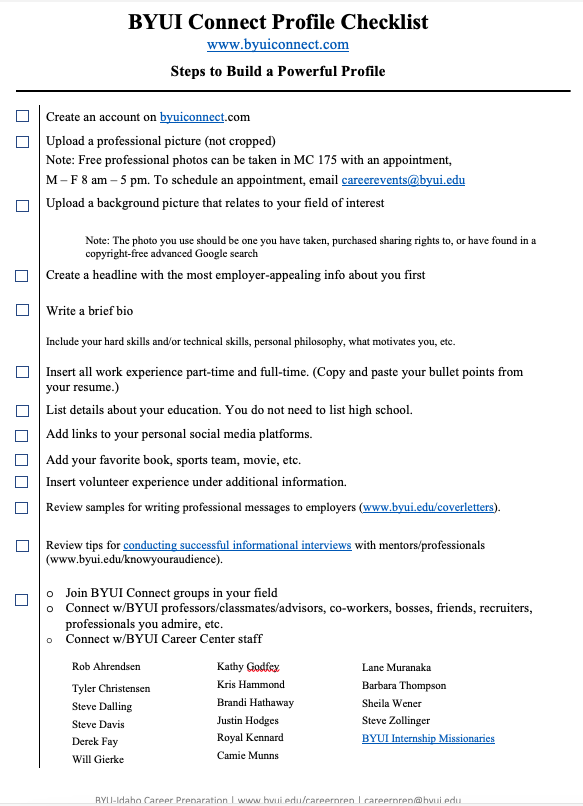 BYUI Connect Profile Checklist
www.byuiconnect.com
Steps to Build a Powerful Profile
Create an account on byuiconnect.com
Upload a professional picture (not cropped)
Note: Free professional photos can be taken in MC 175 with an appointment,
M – F 8 am – 5 pm. To schedule an appointment, email careerevents@byui.edu
Upload a background picture that relates to your field of interest
Note: The photo you use should be one you have taken, purchased sharing rights to, or have found in a
copyright-free advanced Google search
Create a headline with the most employer-appealing info about you first
Write a brief bio
Include your hard skills and/or technical skills, personal philosophy, what motivates you, etc.
Insert all work experience part-time and full-time. (Copy and paste your bullet points from
your resume.)
List details about your education. You do not need to list high school.
Add links to your personal social media platforms.
Add your favorite book, sports team, movie, etc.
Insert volunteer experience under additional information.
Review samples for writing professional messages to employers (www.byui.edu/coverletters).
Review tips for conducting successful informational interviews with mentors/professionals
(www.byui.edu/knowyouraudience).
o Join BYUI Connect groups in your field
o Connect w/BYUI professors/classmates/advisors, co-workers, bosses, friends, recruiters,
professionals you admire, etc.
o Connect w/BYUI Career Center staff
Rob Ahrendsen
Tyler Christensen
Steve Dalling
Steve Davis
Derek Fay
Will Gierke
Kathy Godfey
Kris Hammond
Brandi Hathaway
Justin Hodges
Royal Kennard
Camie Munns
Lane Muranaka
Barbara Thompson
Sheila Wener
Steve Zollinger
BYUI Internship Missionaries
BYU-Idaho Career Preparation | www.byui.edu/careerprep | careerprep@byui.edu